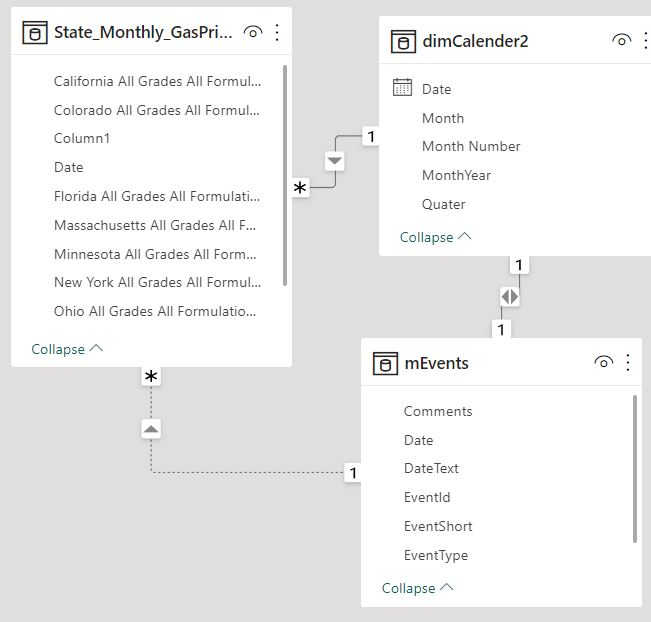 State_Monthly_GasPri...
California All Grades All Formul...
Colorado All Grades All Formul...
Column1
Date
Florida All Grades All Formulati...
Massachusetts All Grades All F...
Minnesota All Grades All Form...
New York All Grades All Formul...
Ohio All Grades All Formulatio...
Collapse
*
1
*
dimCalender2
Date
Month
Month Number
MonthYear
Quater
Collapse
1
1
mEvents
Comments
Date
DateText
EventId
EventShort
EventType
Collapse
1